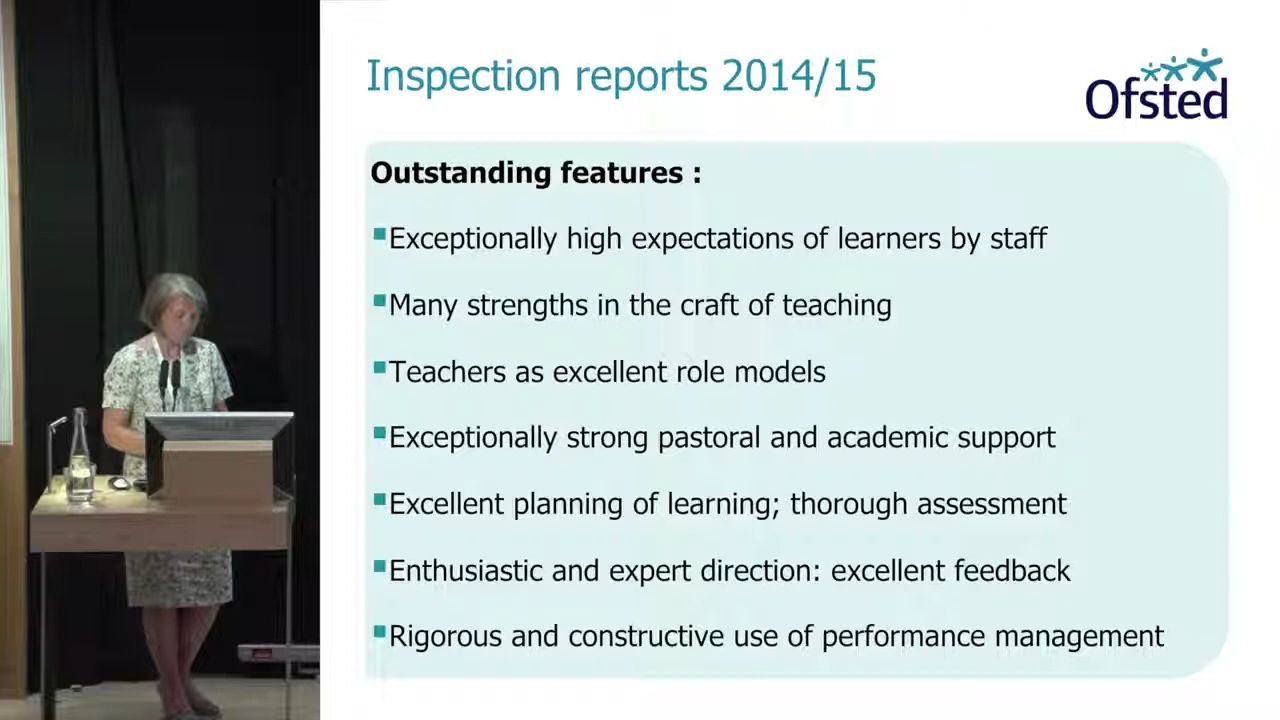 Inspection reports 2014/15
Ofsted
Outstanding features :
Exceptionally high expectations of learners by staff
Many strengths in the craft of teaching
Teachers as excellent role models
Exceptionally strong pastoral and academic support
Excellent planning of learning; thorough assessment
Enthusiastic and expert direction: excellent feedback
Rigorous and constructive use of performance management